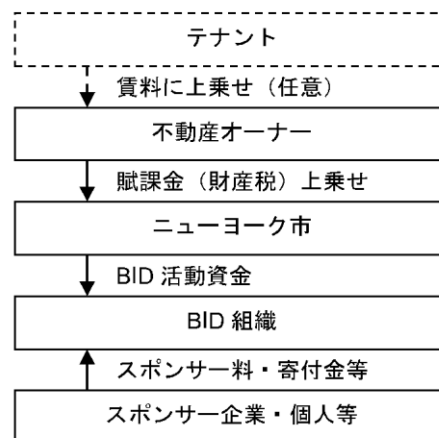 テナント
賃料に上乗せ（任意）
不動産オーナー
賦課金（財産税）上乗せ
ニューヨーク市
BID 活動資金
BID 組織
スポンサー料・寄付金等
スポンサー企業・個人等